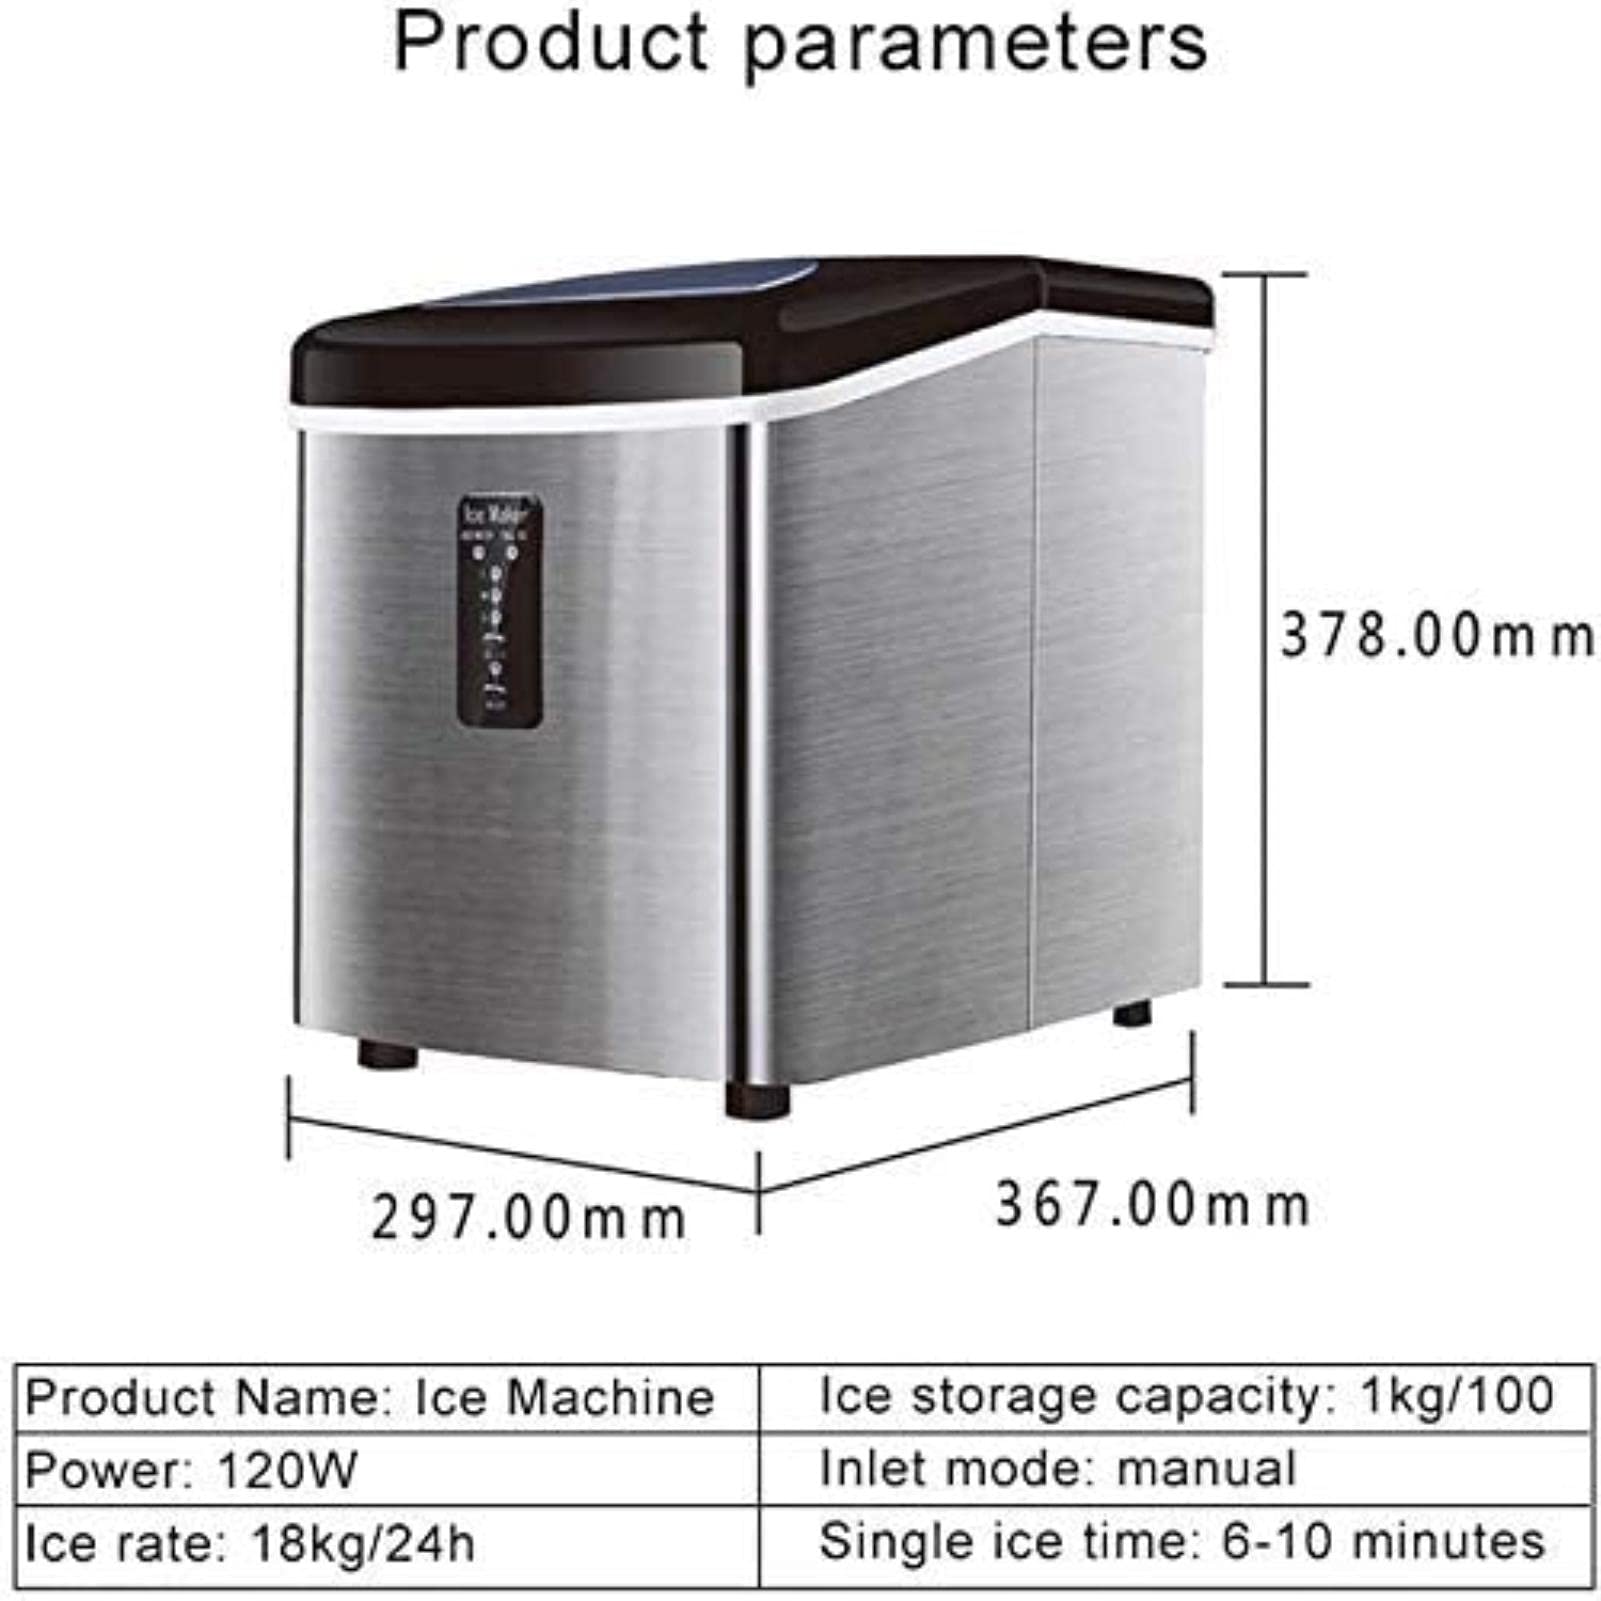 Product parameters
Ice Maker
378.00mm
297.00mm
367.00mm
Product Name: Ice Machine
Ice storage capacity: 1kg/100
Power: 120W
Inlet mode: manual
Ice rate: 18kg/24h
Single ice time: 6-10 minutes